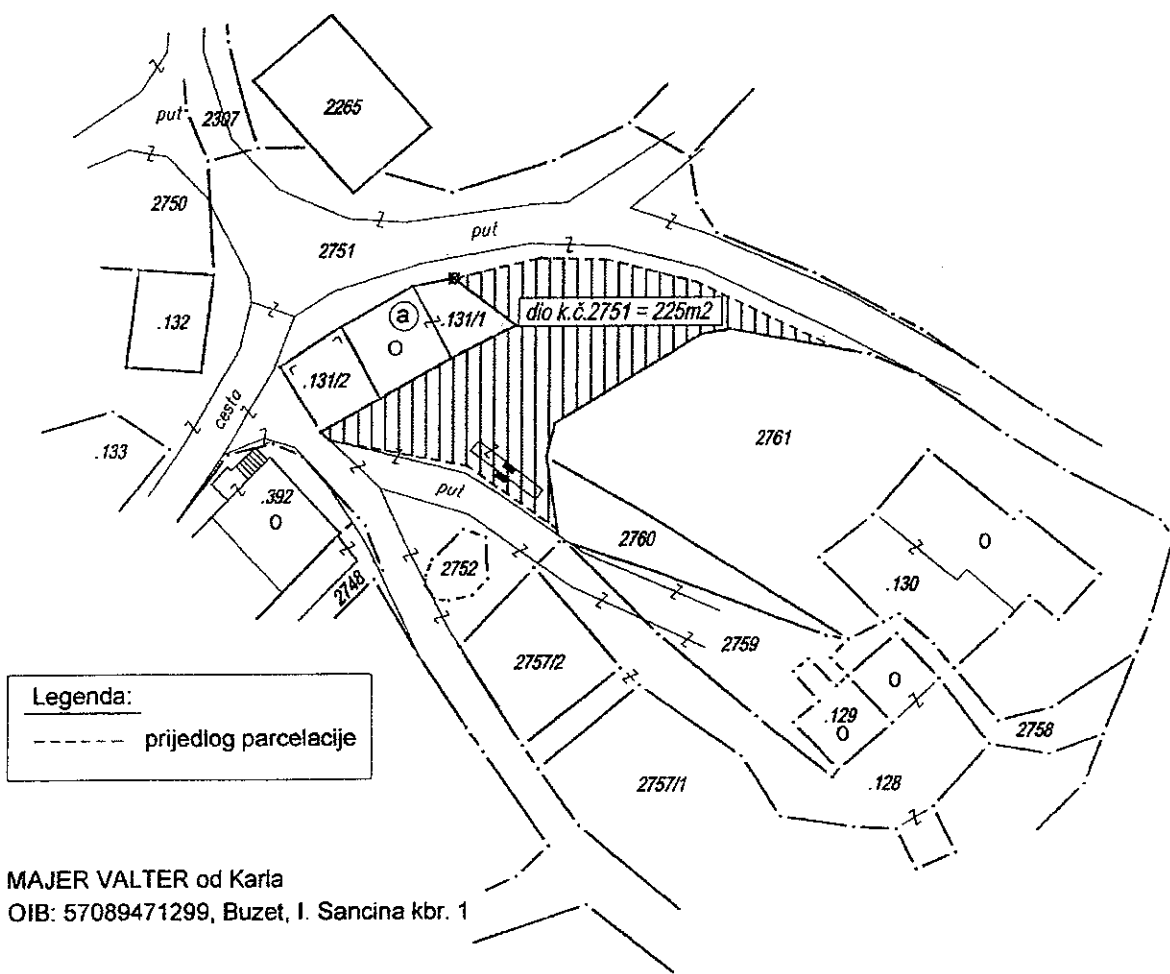 put
2307
2265
2750
2751
put
.132
a
.131/1
dio k.č.2751 = 225m2
O
.131/2
cesta
2761
.133
.392
O
put
2760
O
2752
.130
2748
2759
2757/2
O
.129
O
2758
2757/1
.128
Legenda:
prijedlog parcelacije
MAJER VALTER od Karla
OIB: 57089471299, Buzet, I. Sancina kbr. 1